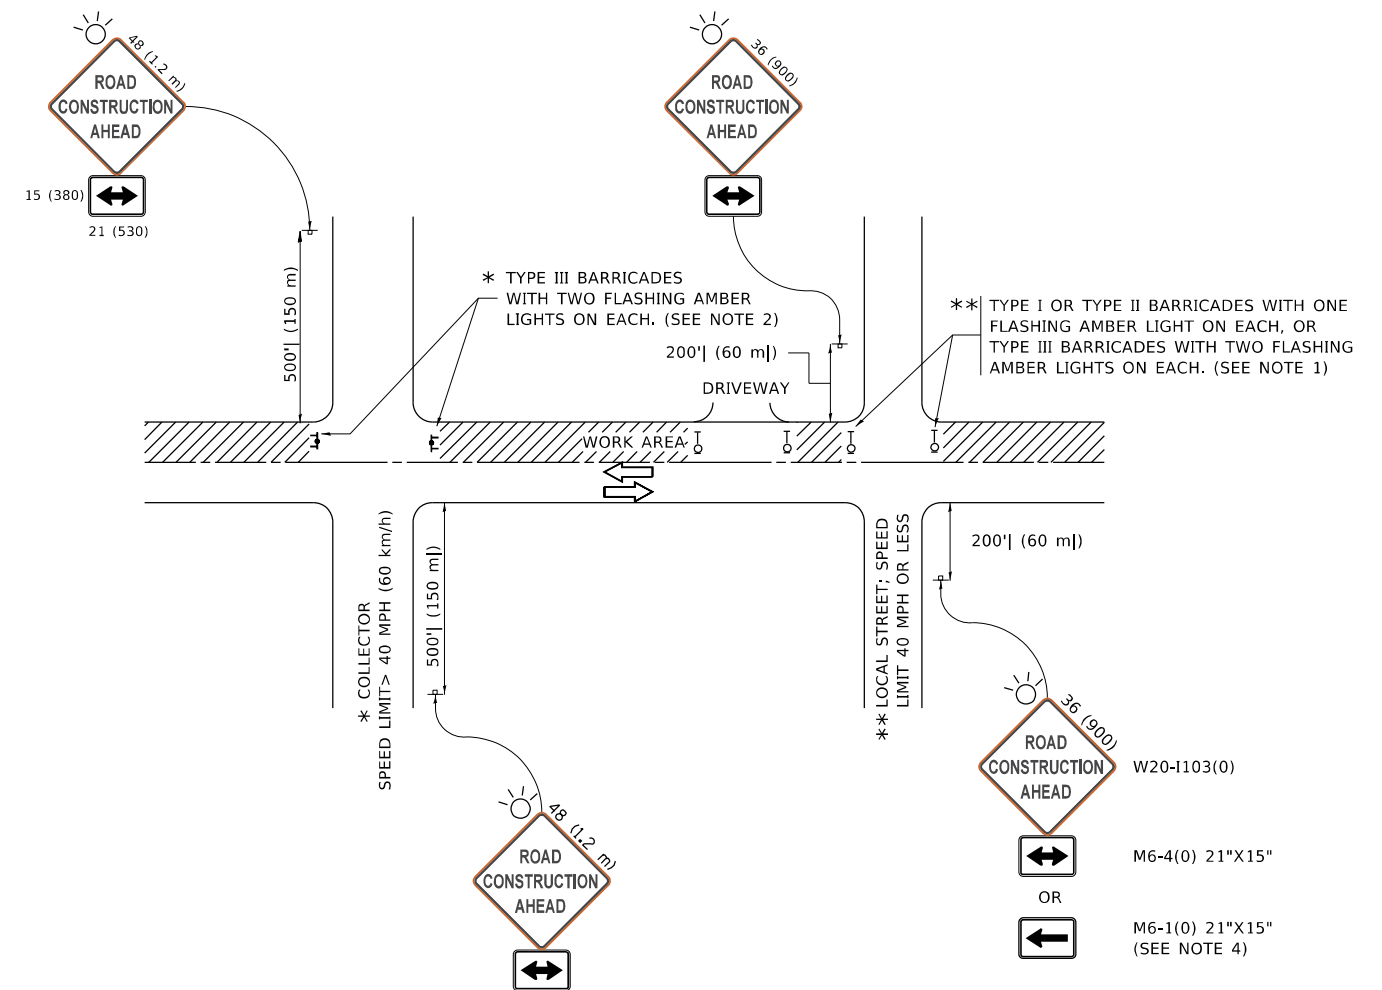 48 (1.2 m)
ROAD
CONSTRUCTION
AHEAD
15 (380)
21 (530)
36 (900)
ROAD
CONSTRUCTION
AHEAD
500'| (150 m)
* TYPE III BARRICADES
WITH TWO FLASHING AMBER
LIGHTS ON EACH. (SEE NOTE 2)
200'| (60 m|)
DRIVEWAY
** TYPE I OR TYPE II BARRICADES WITH ONE
FLASHING AMBER LIGHT ON EACH, OR
TYPE III BARRICADES WITH TWO FLASHING
AMBER LIGHTS ON EACH. (SEE NOTE 1)
WORK AREA
* COLLECTOR
SPEED LIMIT> 40 MPH (60 km/h)
500'| (150 m|)
** LOCAL STREET; SPEED
LIMIT 40 MPH OR LESS
200'| (60 m|)
48 (1.2 m)
ROAD
CONSTRUCTION
AHEAD
36 (900)
ROAD
CONSTRUCTION
AHEAD
W20-I103(0)
M6-4(0) 21"X15"
OR
M6-1(0) 21"X15"
(SEE NOTE 4)